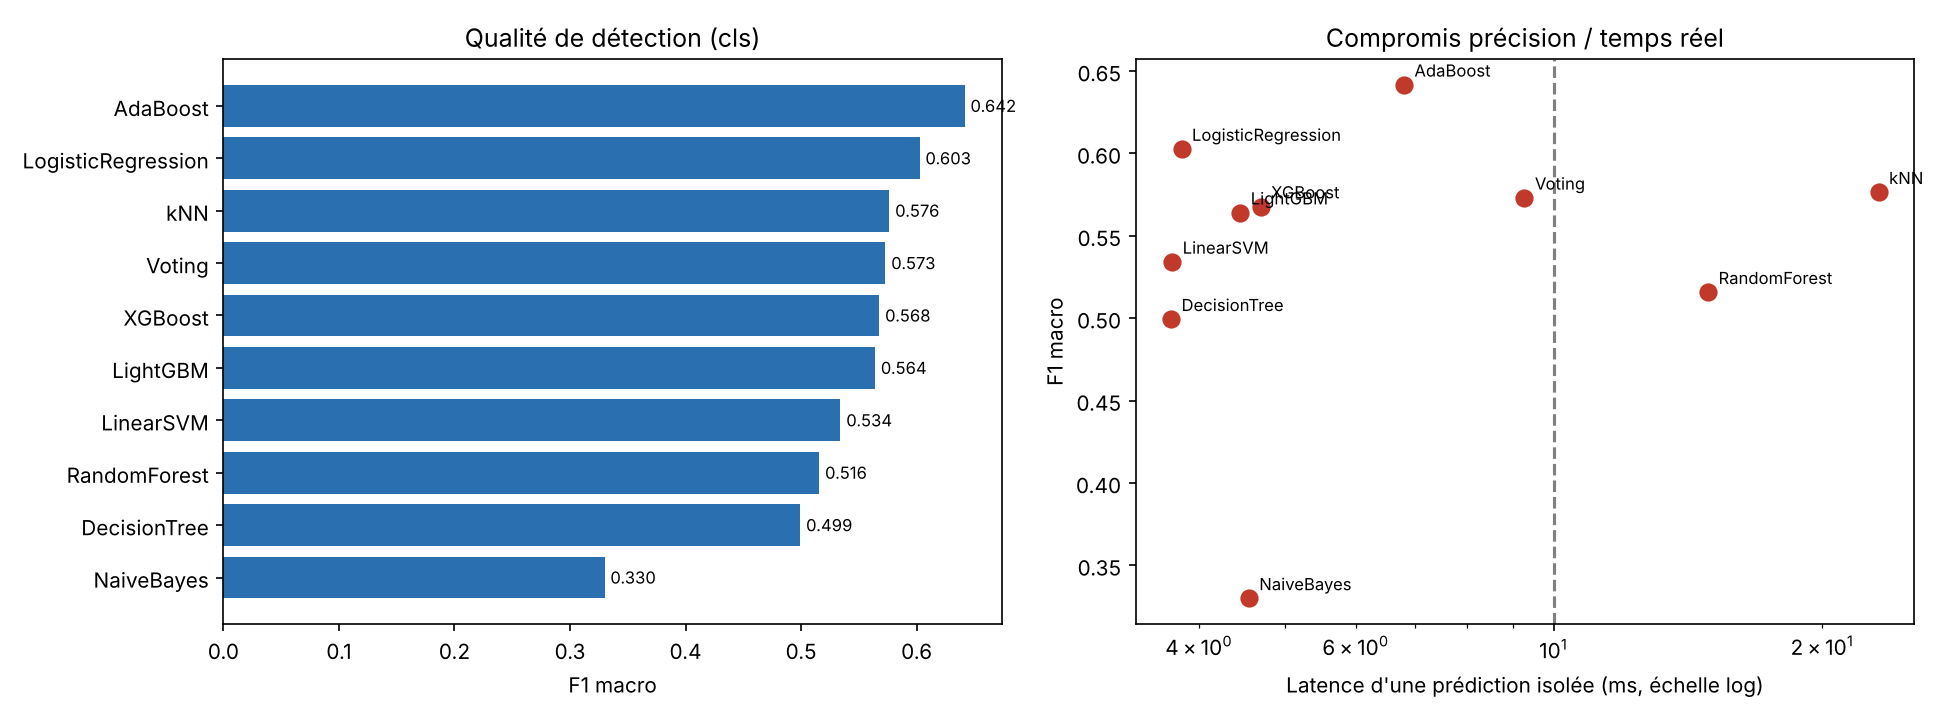 Qualité de détection (cls)
AdaBoost
0.642
LogisticRegression
0.603
kNN
0.576
Voting
0.573
XGBoost
0.568
LightGBM
0.564
LinearSVM
0.534
RandomForest
0.516
DecisionTree
0.499
NaiveBayes
0.330
0.0 0.1 0.2 0.3 0.4 0.5 0.6
F1 macro
Compromis précision / temps réel
0.65
0.60
0.55
0.50
0.45
0.40
0.35
F1 macro
AdaBoost
LogisticRegression
kNN
Voting
XGBoost
LightGBM
LinearSVM
RandomForest
DecisionTree
NaiveBayes
4 × 10⁰ 6 × 10⁰ 10¹ 2 × 10¹
Latence d'une prédiction isolée (ms, échelle log)